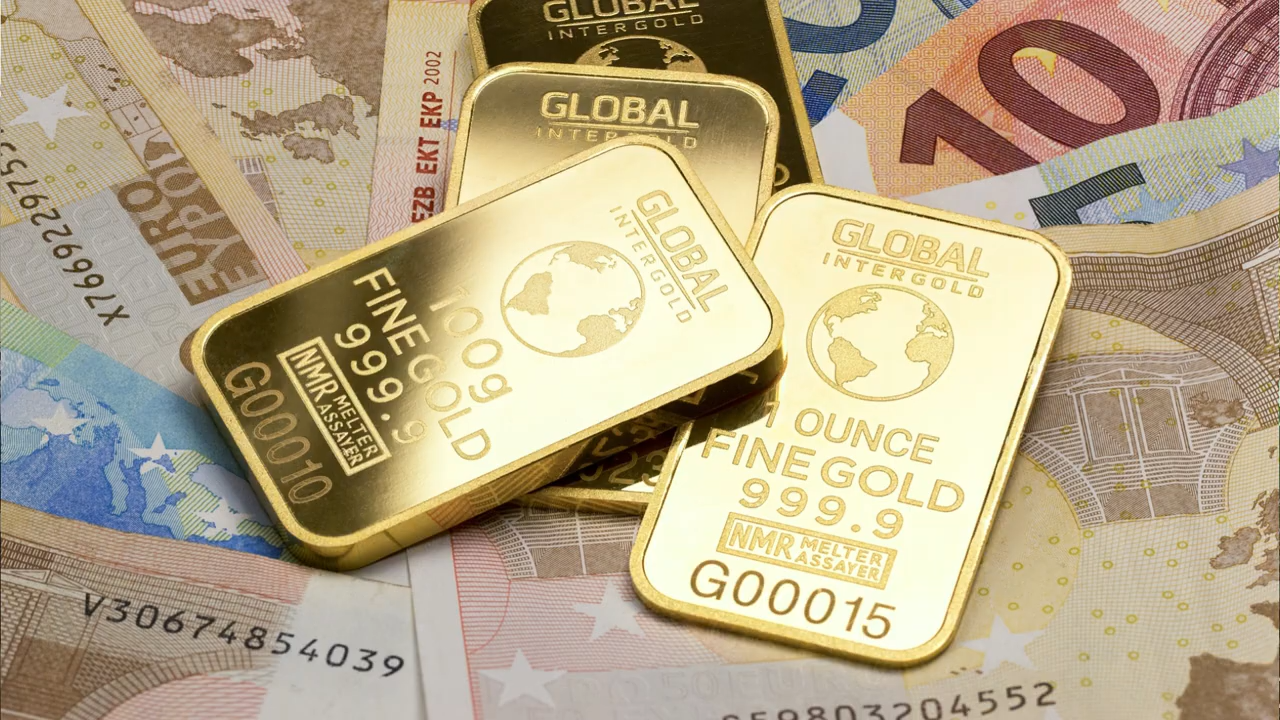 GLOBAL
INTERGOLD
GLOBAL
INTERGOLD
GLOBAL
INTERGOLD
100g
FINE GOLD
999.9
NMR MELTER
ASSAYER
G00010
GLOBAL
INTERGOLD
1 OUNCE
FINE GOLD
999.9
NMR MELTER
ASSAYER
G00015
EZB EKT EKP 2002
10
5
EURO
V30674854039